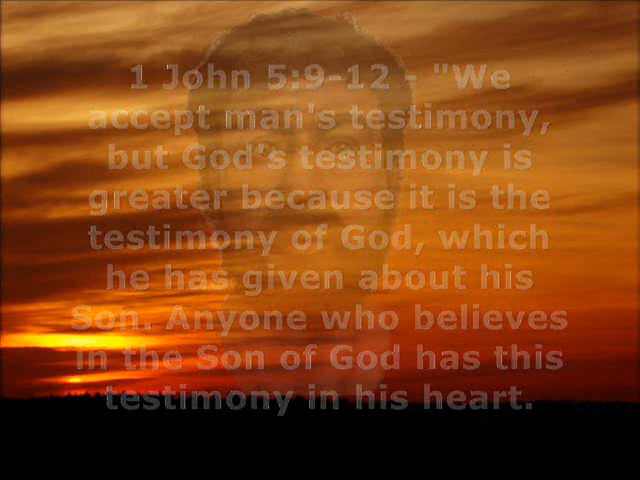 1 John 5:9-12 - "We
accept man's testimony,
but God's testimony is
greater because it is the
testimony of God, which
he has given about his
Son. Anyone who believes
in the Son of God has this
testimony in his heart.